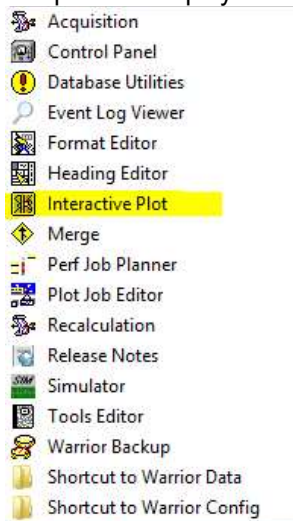 Acquisition
Control Panel
Database Utilities
Event Log Viewer
Format Editor
Heading Editor
Interactive Plot
Merge
Perf Job Planner
Plot Job Editor
Recalculation
Release Notes
Simulator
Tools Editor
Warrior Backup
Shortcut to Warrior Data
Shortcut to Warrior Config